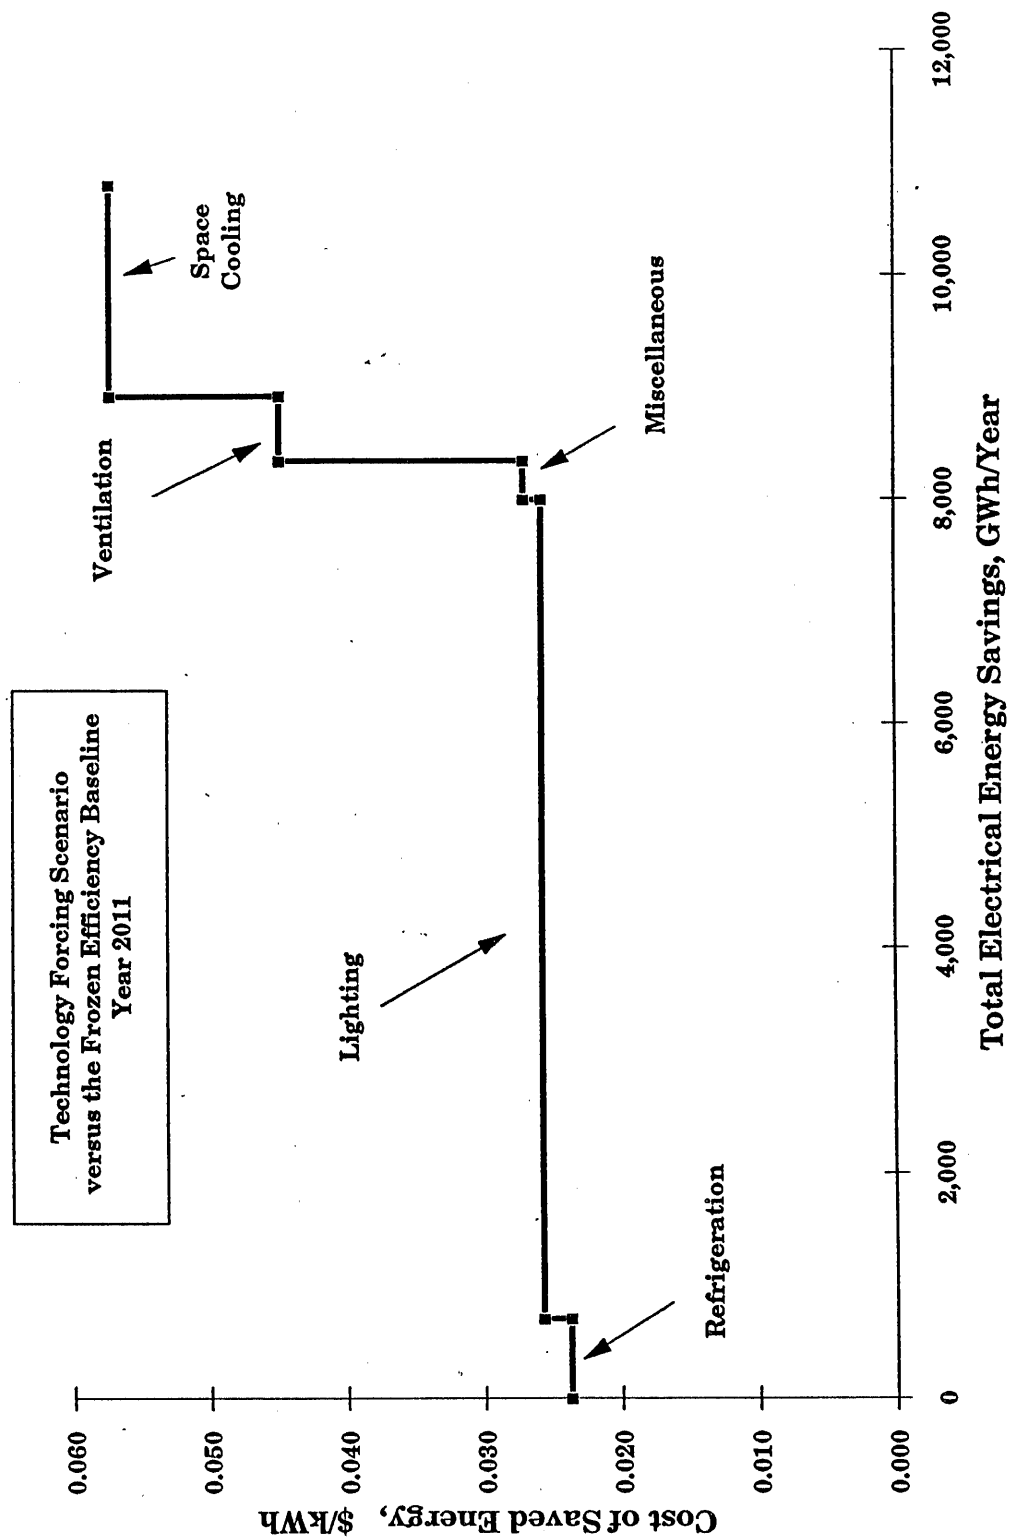 Technology Forcing Scenario
versus the Frozen Efficiency Baseline
Year 2011
Cost of Saved Energy, $/kWh
0.060
0.050
0.040
0.030
0.020
0.010
0.000
Refrigeration
Lighting
Ventilation
Miscellaneous
Space
Cooling
0
2,000
4,000
6,000
8,000
10,000
12,000
Total Electrical Energy Savings, GWh/Year